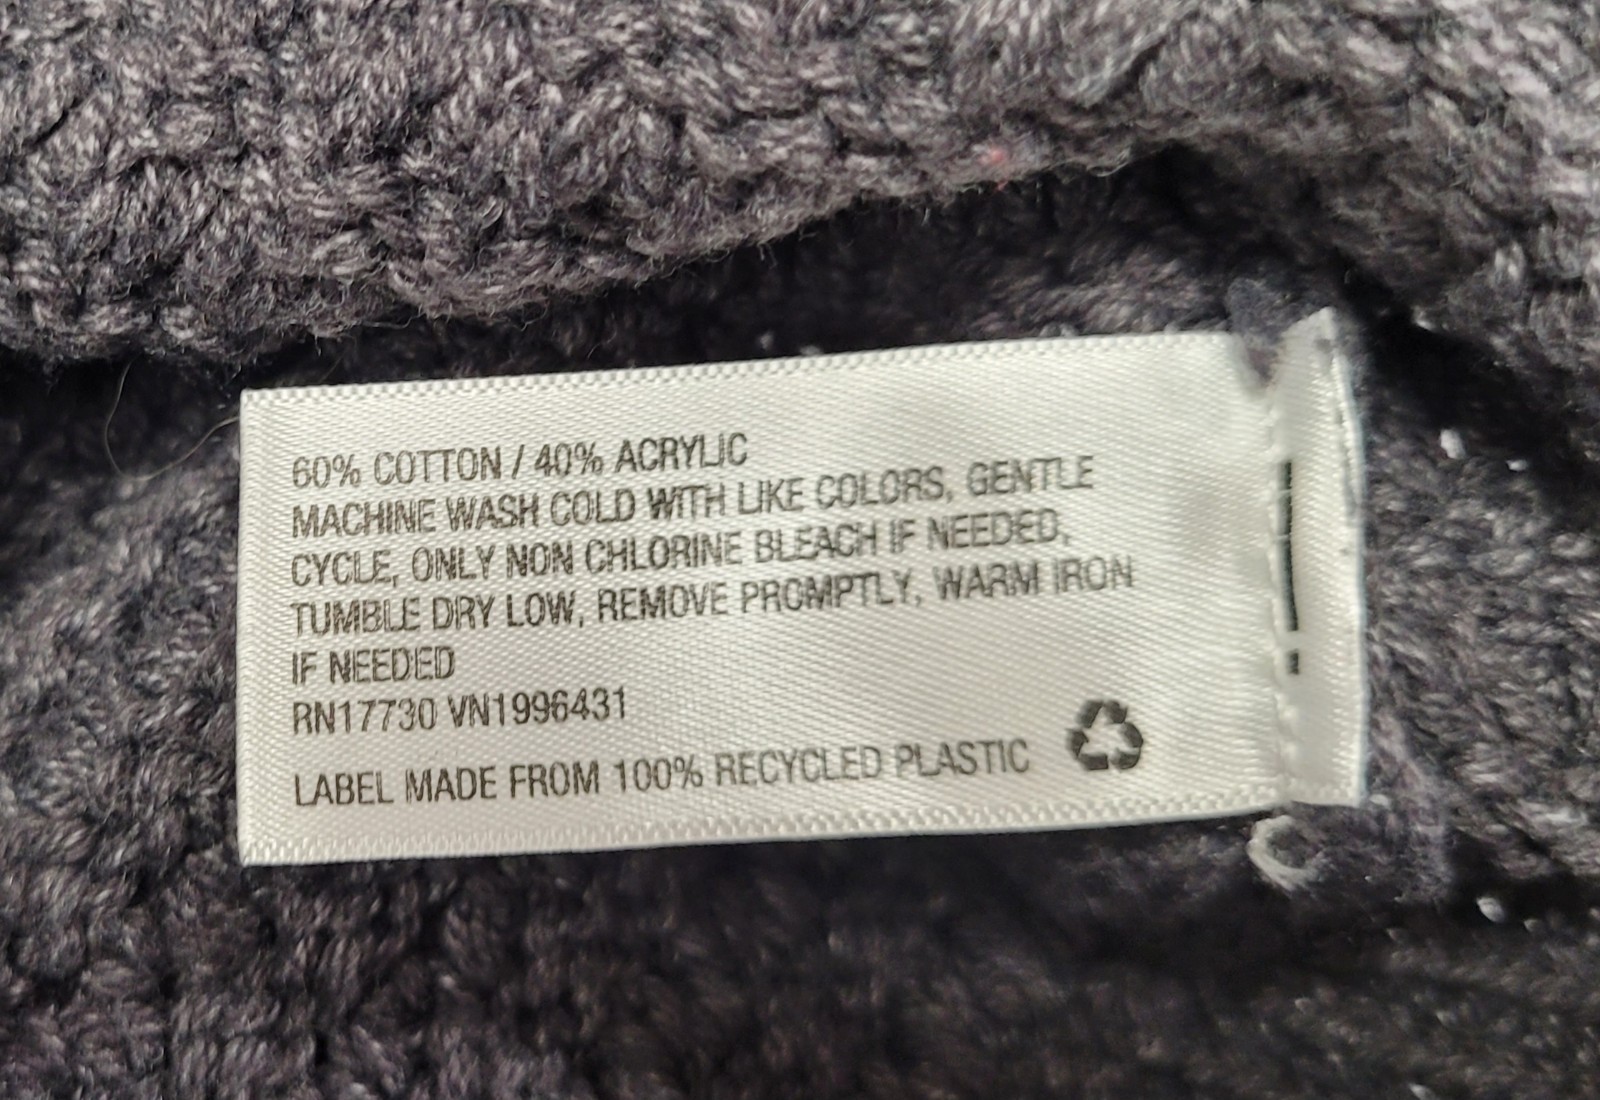 60% COTTON / 40% ACRYLIC
MACHINE WASH COLD WITH LIKE COLORS, GENTLE
CYCLE, ONLY NON CHLORINE BLEACH IF NEEDED,
TUMBLE DRY LOW, REMOVE PROMPTLY, WARM IRON
IF NEEDED
RN17730 VN1996431
LABEL MADE FROM 100% RECYCLED PLASTIC